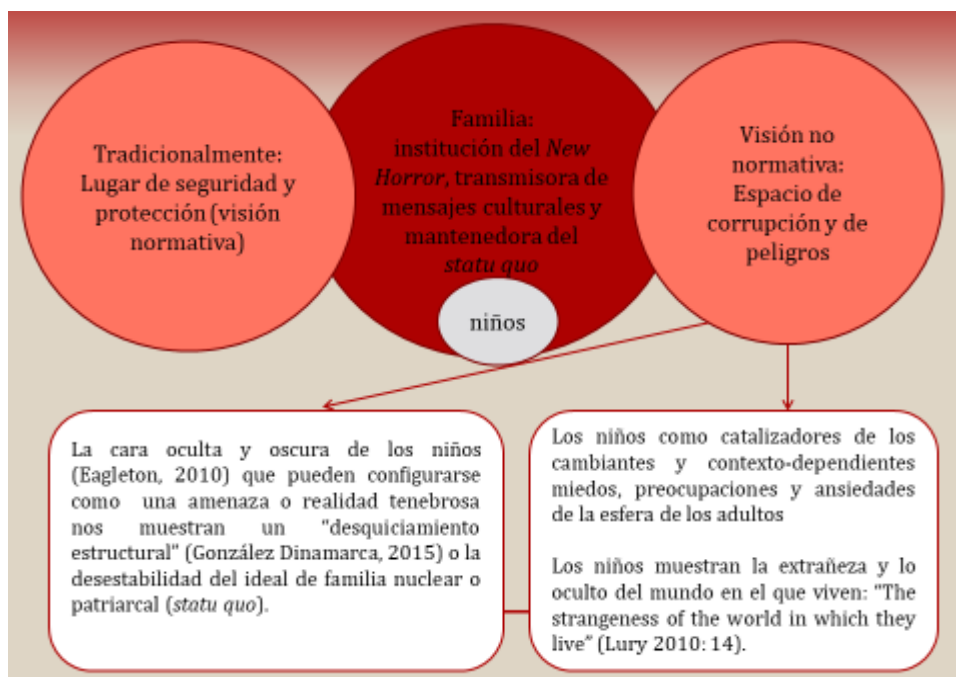 Tradicionalmente:
Lugar de seguridad y
protección (visión
normativa)
Familia:
institución del New
Horror, transmisora de
mensajes culturales y
mantenedora del
statu quo
niños
Visión no
normativa:
Espacio de
corrupción y de
peligros
La cara oculta y oscura de los niños
(Eagleton, 2010) que pueden configurarse
como una amenaza o realidad tenebrosa
nos muestran un “desquiciamiento
estructural” (González Dinamarca, 2015) o la
desestabilidad del ideal de familia nuclear o
patriarcal (statu quo).
Los niños como catalizadores de los
cambiantes y contexto-dependientes
miedos, preocupaciones y ansiedades
de la esfera de los adultos
Los niños muestran la extrañeza y lo
oculto del mundo en el que viven: “The
strangeness of the world in which they
live” (Lury 2010: 14).